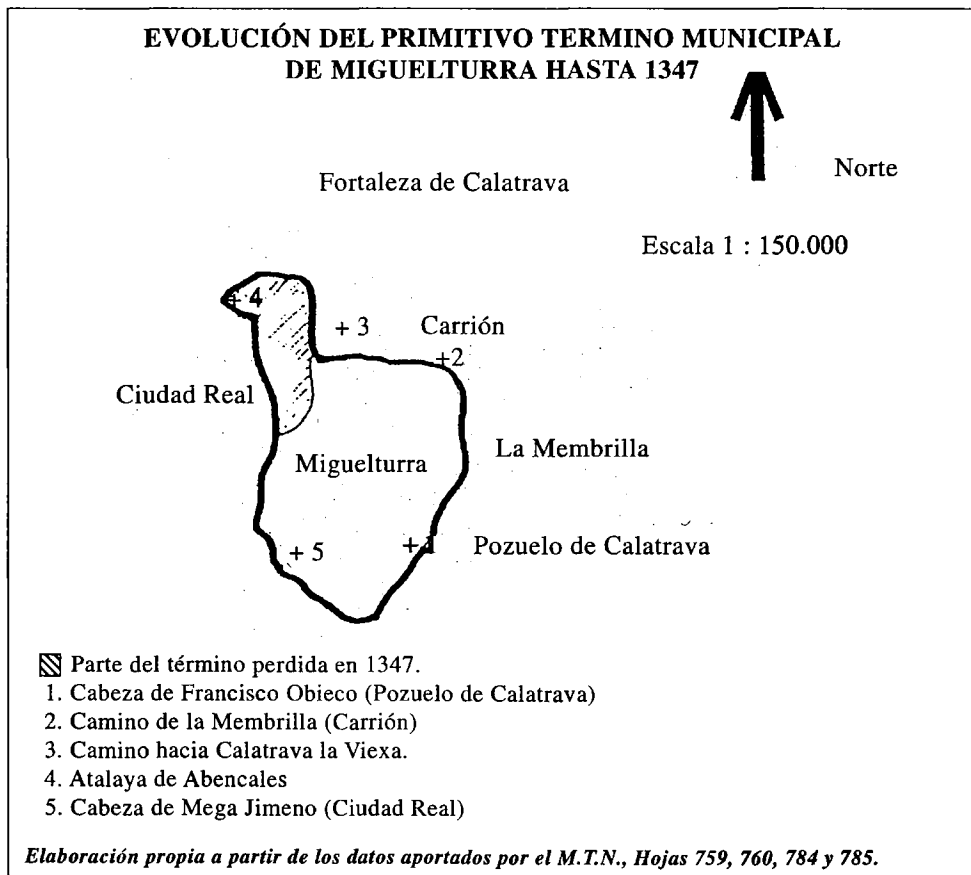 EVOLUCIÓN DEL PRIMITIVO TERMINO MUNICIPAL
DE MIGUELTURRA HASTA 1347
Norte
Fortaleza de Calatrava
Escala 1 : 150.000
+ 4
+ 3
Carrión
+2
Ciudad Real
La Membrilla
Miguelturra
+ 5
+ 1
Pozuelo de Calatrava
Parte del término perdida en 1347.
1. Cabeza de Francisco Obieco (Pozuelo de Calatrava)
2. Camino de la Membrilla (Carrión)
3. Camino hacia Calatrava la Viexa.
4. Atalaya de Abencales
5. Cabeza de Mega Jimeno (Ciudad Real)
Elaboración propia a partir de los datos aportados por el M.T.N., Hojas 759, 760, 784 y 785.